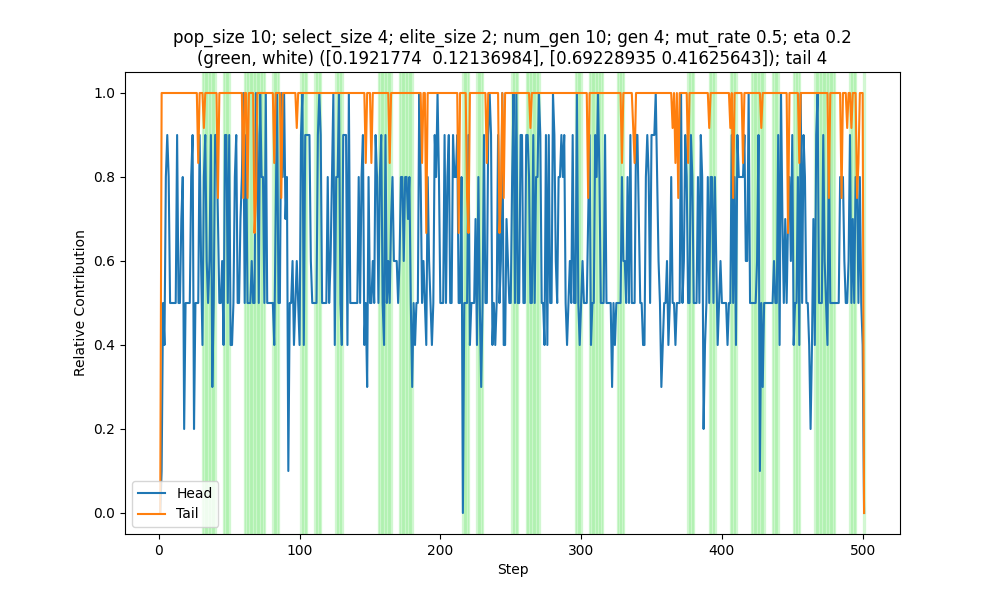 pop_size 10; select_size 4; elite_size 2; num_gen 10; gen 4; mut_rate 0.5; eta 0.2
(green, white) ([0.1921774  0.12136984], [0.69228935 0.41625643]); tail 4
1.0
0.8
0.6
0.4
0.2
0.0
Relative Contribution
Head
Tail
0
100
200
300
400
500
Step